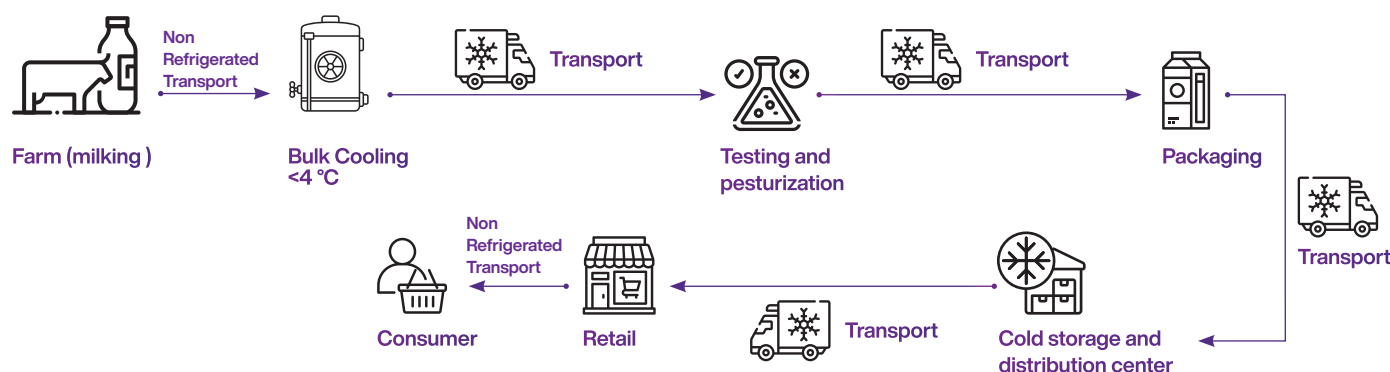 Non
Refrigerated
Transport
Transport
Transport
Farm (milking )
Bulk Cooling
<4 °C
Testing and
pesturization
Packaging
Transport
Non
Refrigerated
Transport
Consumer
Retail
Transport
Cold storage and
distribution center